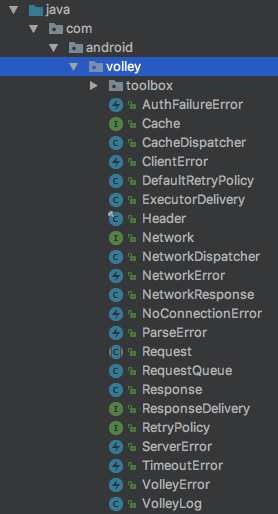 java
com
android
volley
toolbox
AuthFailureError
Cache
CacheDispatcher
ClientError
DefaultRetryPolicy
ExecutorDelivery
Header
Network
NetworkDispatcher
NetworkError
NetworkResponse
NoConnectionError
ParseError
Request
RequestQueue
Response
ResponseDelivery
RetryPolicy
ServerError
TimeoutError
VolleyError
VolleyLog